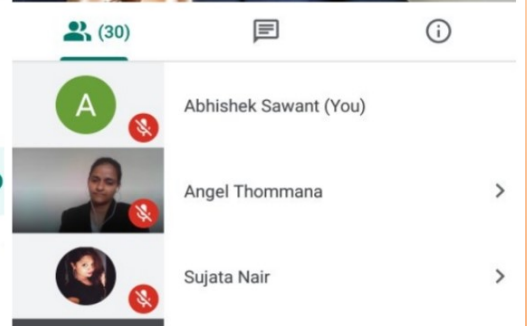 (30)
A
Abhishek Sawant (You)
Angel Thommana
Sujata Nair